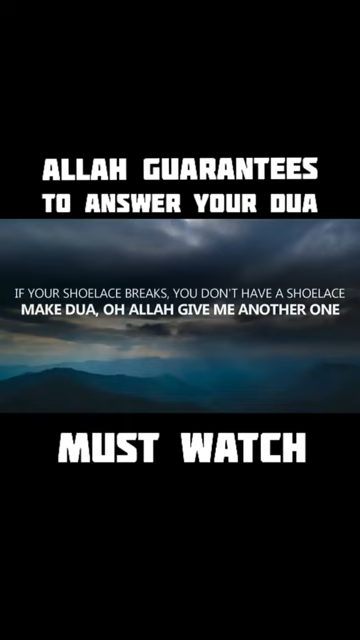 ALLAH GUARANTEES
TO ANSWER YOUR DUA
IF YOUR SHOELACE BREAKS, YOU DON'T HAVE A SHOELACE
MAKE DUA, OH ALLAH GIVE ME ANOTHER ONE
MUST WATCH